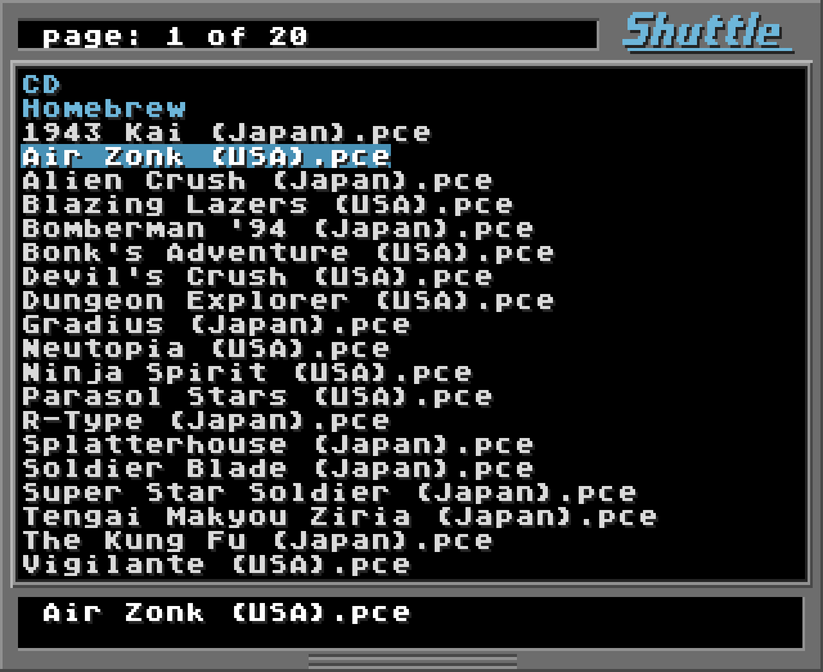 page: 1 of 20
Shuttle
CD
Homebrew
1943 Kai (Japan).pce
Air Zonk (USA).pce
Alien Crush (Japan).pce
Blazing Lazers (USA).pce
Bomberman '94 (Japan).pce
Bonk's Adventure (USA).pce
Devil's Crush (USA).pce
Dungeon Explorer (USA).pce
Gradius (Japan).pce
Neutopia (USA).pce
Ninja Spirit (USA).pce
Parasol Stars (USA).pce
R-Type (Japan).pce
Splatterhouse (Japan).pce
Soldier Blade (Japan).pce
Super Star Soldier (Japan).pce
Tengai Makyou Ziria (Japan).pce
The Kung Fu (Japan).pce
Vigilante (USA).pce
Air Zonk (USA).pce